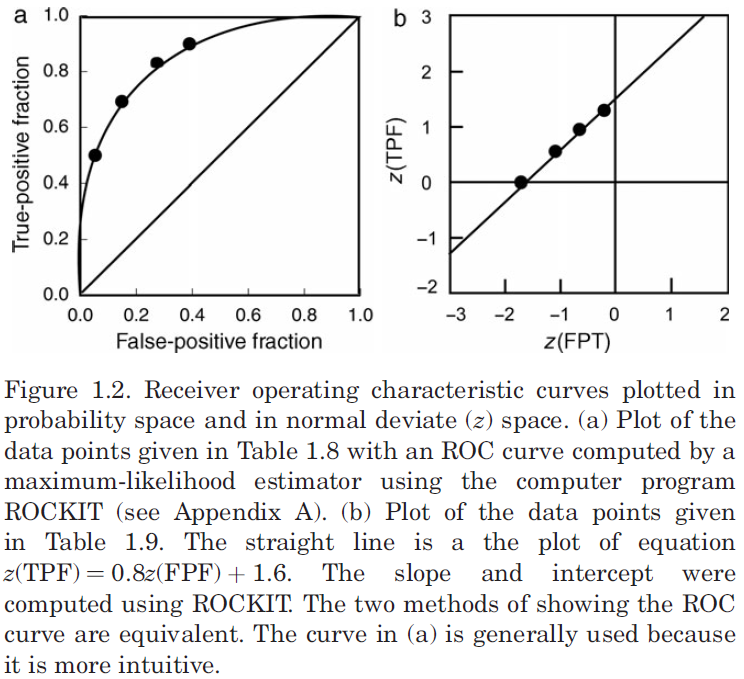 a
1.0
0.8
0.6
0.4
0.2
0.0
True-positive fraction
0.0 0.2 0.4 0.6 0.8 1.0
False-positive fraction
b
3
2
1
0
−1
−2
z(TPF)
−3 −2 −1 0 1 2
z(FPT)
Figure 1.2. Receiver operating characteristic curves plotted in
probability space and in normal deviate (z) space. (a) Plot of the
data points given in Table 1.8 with an ROC curve computed by a
maximum-likelihood estimator using the computer program
ROCKIT (see Appendix A). (b) Plot of the data points given
in Table 1.9. The straight line is a the plot of equation
z(TPF) = 0.8z(FPF) + 1.6. The slope and intercept were
computed using ROCKIT. The two methods of showing the ROC
curve are equivalent. The curve in (a) is generally used because
it is more intuitive.